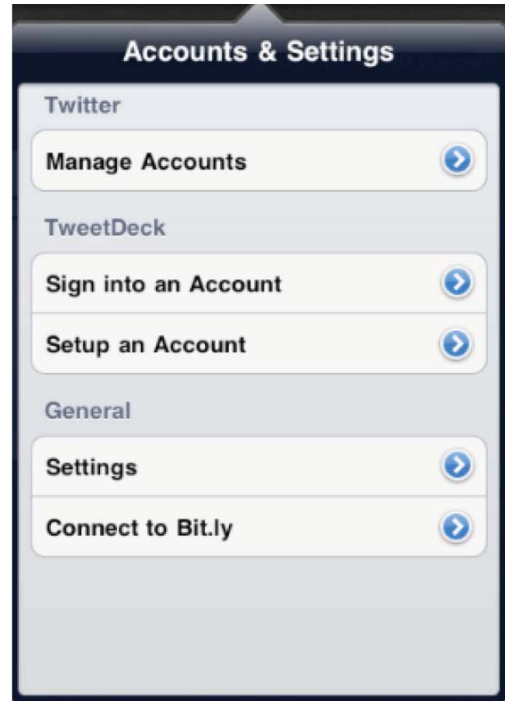 Accounts & Settings
Twitter
Manage Accounts
TweetDeck
Sign into an Account
Setup an Account
General
Settings
Connect to Bit.ly